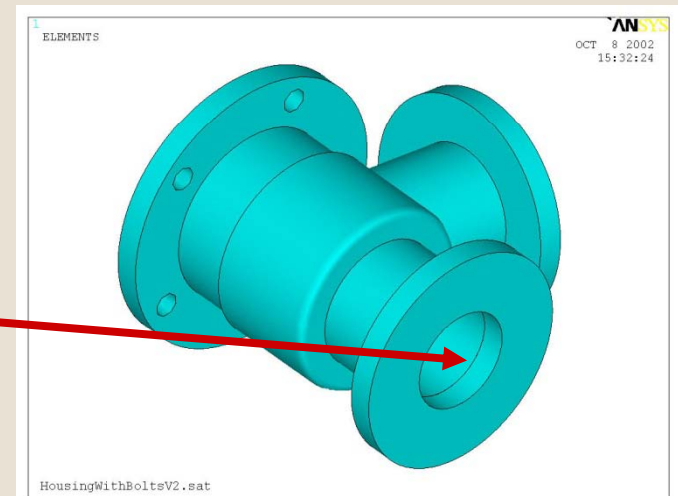 1
ELEMENTS
ANSYS
OCT 8 2002
15:32:24
HousingWithBoltsV2.sat